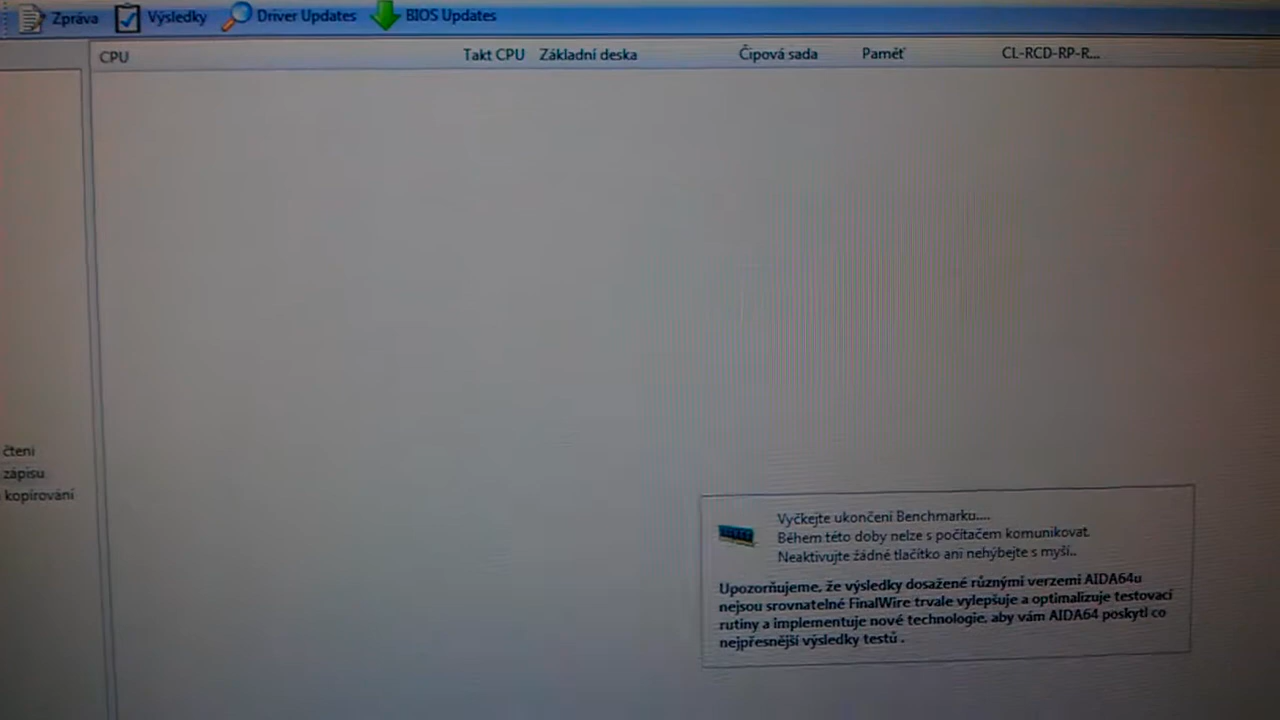 Zpráva Výsledky Driver Updates BIOS Updates
CPU Takt CPU Základní deska Čipová sada Paměť CL-RCD-RP-R...
čtení
zápisu
kopírování
Vyčkejte ukončení Benchmarku....
Během této doby nelze s počítačem komunikovat.
Neaktivujte žádné tlačítko ani nehýbejte s myší..
Upozorňujeme, že výsledky dosažené různými verzemi AIDA64u
nejsou srovnatelné FinalWire trvale vylepšuje a optimalizuje testovací
rutiny a implementuje nové technologie, aby vám AIDA64 poskytl co
nejpřesnější výsledky testů .